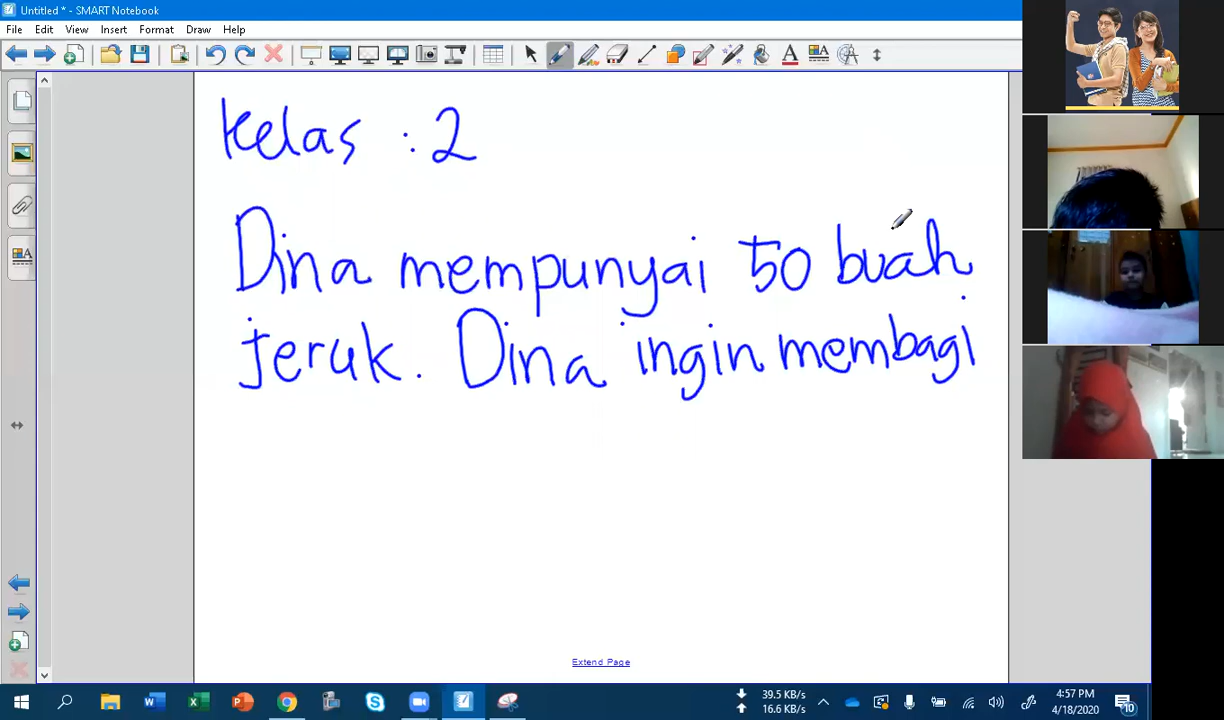 Untitled * - SMART Notebook
File Edit View Insert Format Draw Help
Kelas : 2
Dina mempunyai 50 buah
jeruk. Dina ingin membagi
Extend Page
39.5 KB/s
16.6 KB/s
4:57 PM
4/18/2020
10